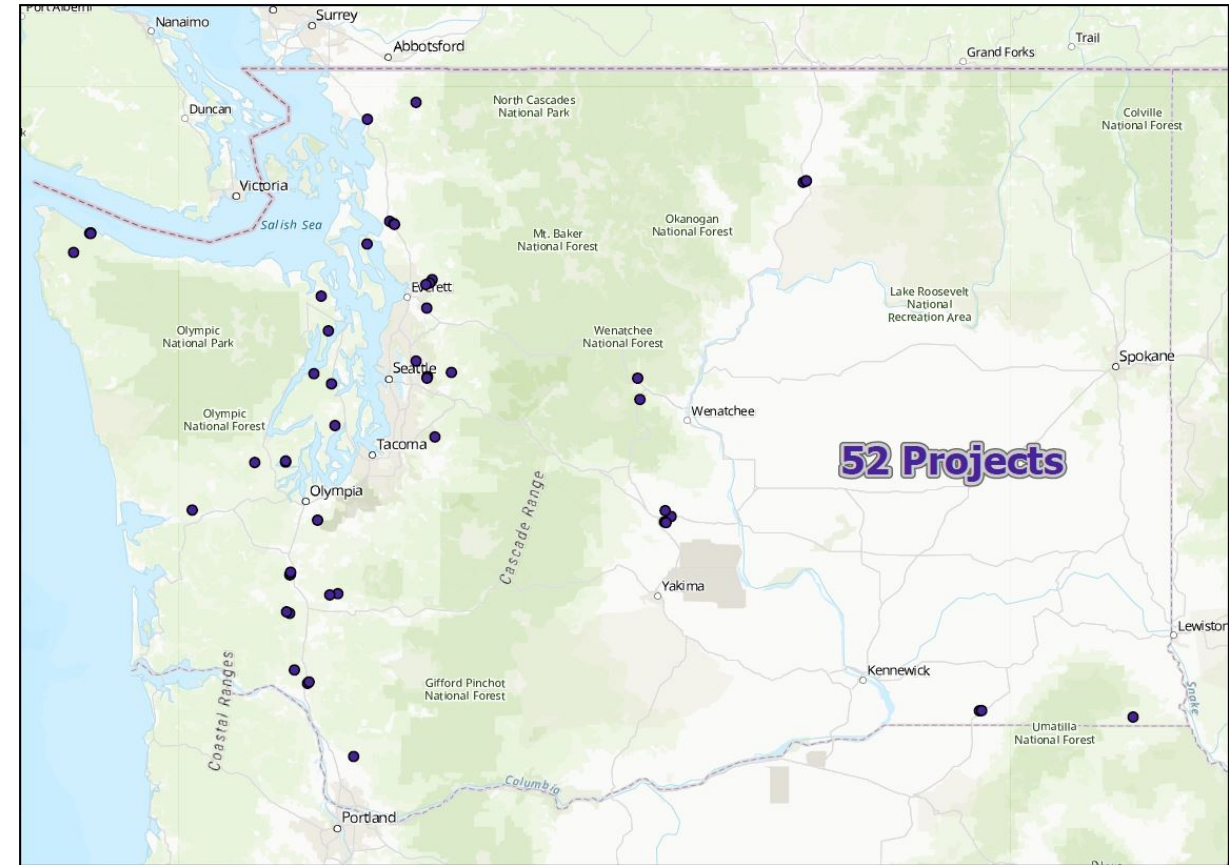 Port Alberni
Nanaimo
Surrey
Abbotsford
Trail
Grand Forks
Duncan
North Cascades
National Park
Colville
National Forest
Victoria
Salish Sea
Okanogan
National Forest
Mt. Baker
National Forest
Everett
Lake Roosevelt
National
Recreation Area
Olympic
National Park
Wenatchee
National Forest
Spokane
Seattle
Olympic
National Forest
Wenatchee
Tacoma
52 Projects
Olympia
Cascade Range
Yakima
Lewiston
Kennewick
Coastal Ranges
Gifford Pinchot
National Forest
Snake
Umatilla
National Forest
Columbia
Portland